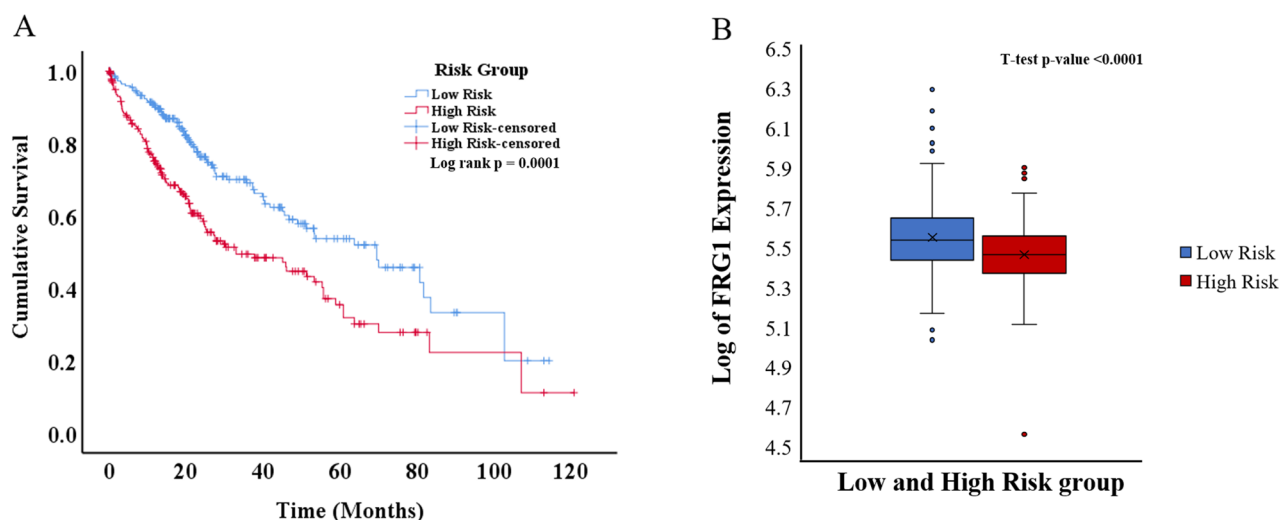 A
Cumulative Survival
1.0
0.8
0.6
0.4
0.2
0.0
0 20 40 60 80 100 120
Time (Months)
Risk Group
Low Risk
High Risk
Low Risk-censored
High Risk-censored
Log rank p = 0.0001
B
Log of FRG1 Expression
6.5
6.3
6.1
5.9
5.7
5.5
5.3
5.1
4.9
4.7
4.5
T-test p-value <0.0001
Low and High Risk group
Low Risk
High Risk